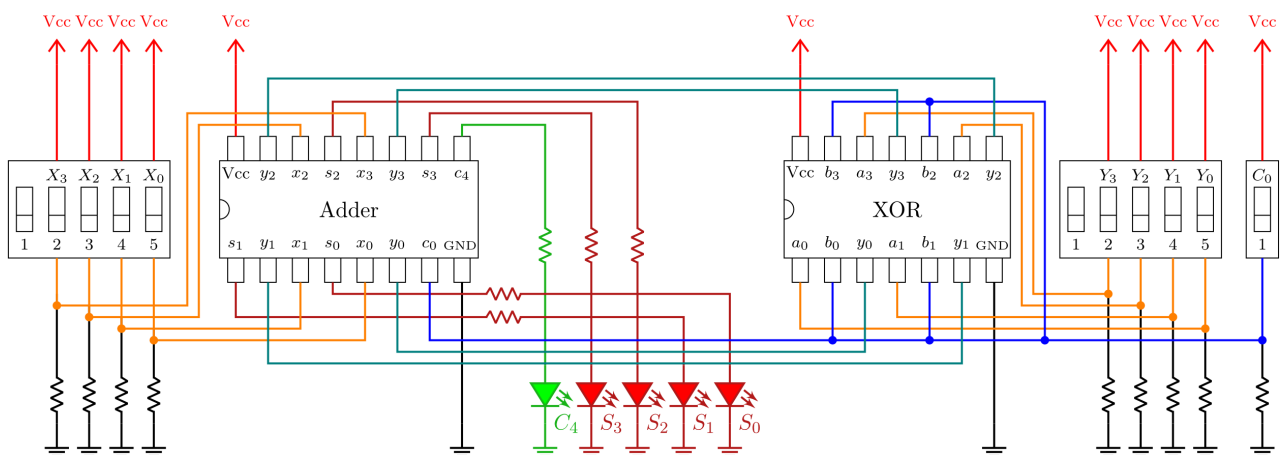 Vcc Vcc Vcc Vcc Vcc Vcc Vcc Vcc Vcc Vcc Vcc
X₃ X₂ X₁ X₀ Vcc y₂ x₂ s₂ x₃ y₃ s₃ c₄ Vcc b₃ a₃ y₃ b₂ a₂ y₂ Y₃ Y₂ Y₁ Y₀ C₀
Adder XOR
1 2 3 4 5 s₁ y₁ x₁ s₀ x₀ y₀ c₀ GND a₀ b₀ y₀ a₁ b₁ y₁ GND 1 2 3 4 5 1
C₄ S₃ S₂ S₁ S₀